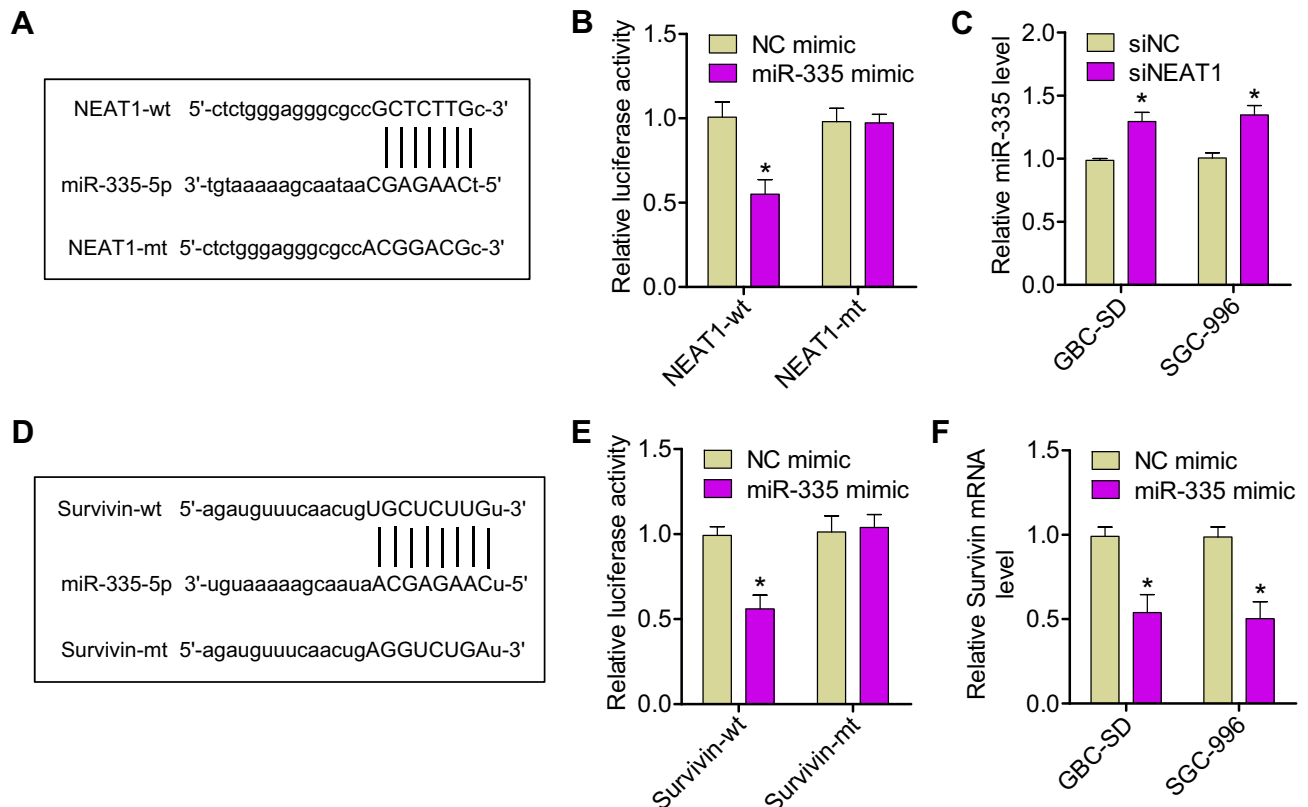 A
NEAT1-wt 5'-ctctgggagggcgccGCTCTTGc-3'
miR-335-5p 3'-tgtaaaaagcaataaCGAGAACt-5'
NEAT1-mt 5'-ctctgggagggcgccACGGACGc-3'
B
Relative luciferase activity
1.5
1.0
0.5
0.0
NC mimic
miR-335 mimic
*
NEAT1-wt
NEAT1-mt
C
Relative miR-335 level
2.0
1.5
1.0
0.5
0.0
siNC
siNEAT1
*
*
GBC-SD
SGC-996
D
Survivin-wt 5'-agauguuucaacugUGCUCUUGu-3'
miR-335-5p 3'-uguaaaaagcaauaACGAGAACu-5'
Survivin-mt 5'-agauguuucaacugAGGUCUGAu-3'
E
Relative luciferase activity
1.5
1.0
0.5
0.0
NC mimic
miR-335 mimic
*
Survivin-wt
Survivin-mt
F
Relative Survivin mRNA
level
1.5
1.0
0.5
0.0
NC mimic
miR-335 mimic
*
*
GBC-SD
SGC-996